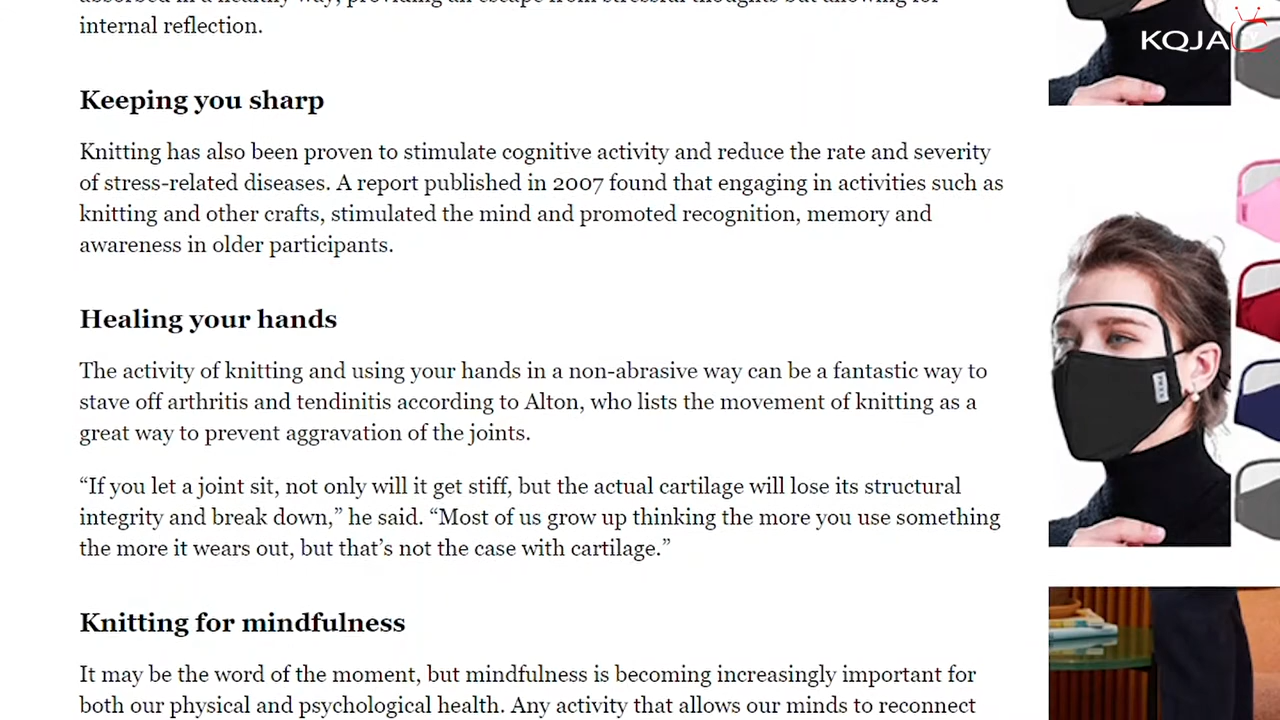 internal reflection.
KQJA TV
Keeping you sharp
Knitting has also been proven to stimulate cognitive activity and reduce the rate and severity
of stress-related diseases. A report published in 2007 found that engaging in activities such as
knitting and other crafts, stimulated the mind and promoted recognition, memory and
awareness in older participants.
Healing your hands
The activity of knitting and using your hands in a non-abrasive way can be a fantastic way to
stave off arthritis and tendinitis according to Alton, who lists the movement of knitting as a
great way to prevent aggravation of the joints.
“If you let a joint sit, not only will it get stiff, but the actual cartilage will lose its structural
integrity and break down,” he said. “Most of us grow up thinking the more you use something
the more it wears out, but that’s not the case with cartilage.”
Knitting for mindfulness
It may be the word of the moment, but mindfulness is becoming increasingly important for
both our physical and psychological health. Any activity that allows our minds to reconnect